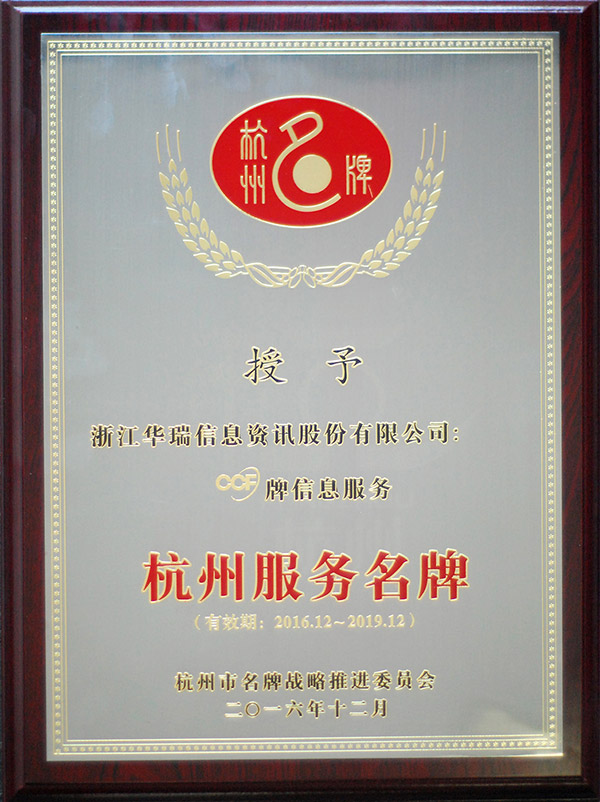 杭州名牌
授 予
浙江华瑞信息资讯股份有限公司：
CCF 牌信息服务
杭州服务名牌
（有效期：2016.12~2019.12）
杭州市名牌战略推进委员会
二〇一六年十二月